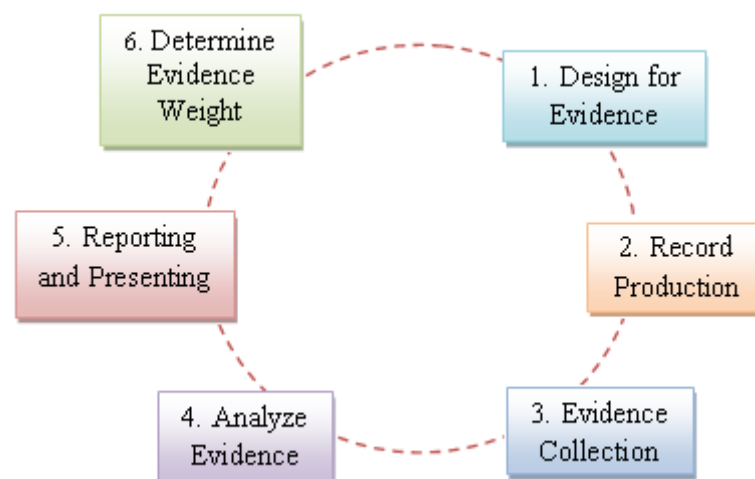 1. Design for
Evidence
2. Record
Production
3. Evidence
Collection
4. Analyze
Evidence
5. Reporting
and Presenting
6. Determine
Evidence
Weight